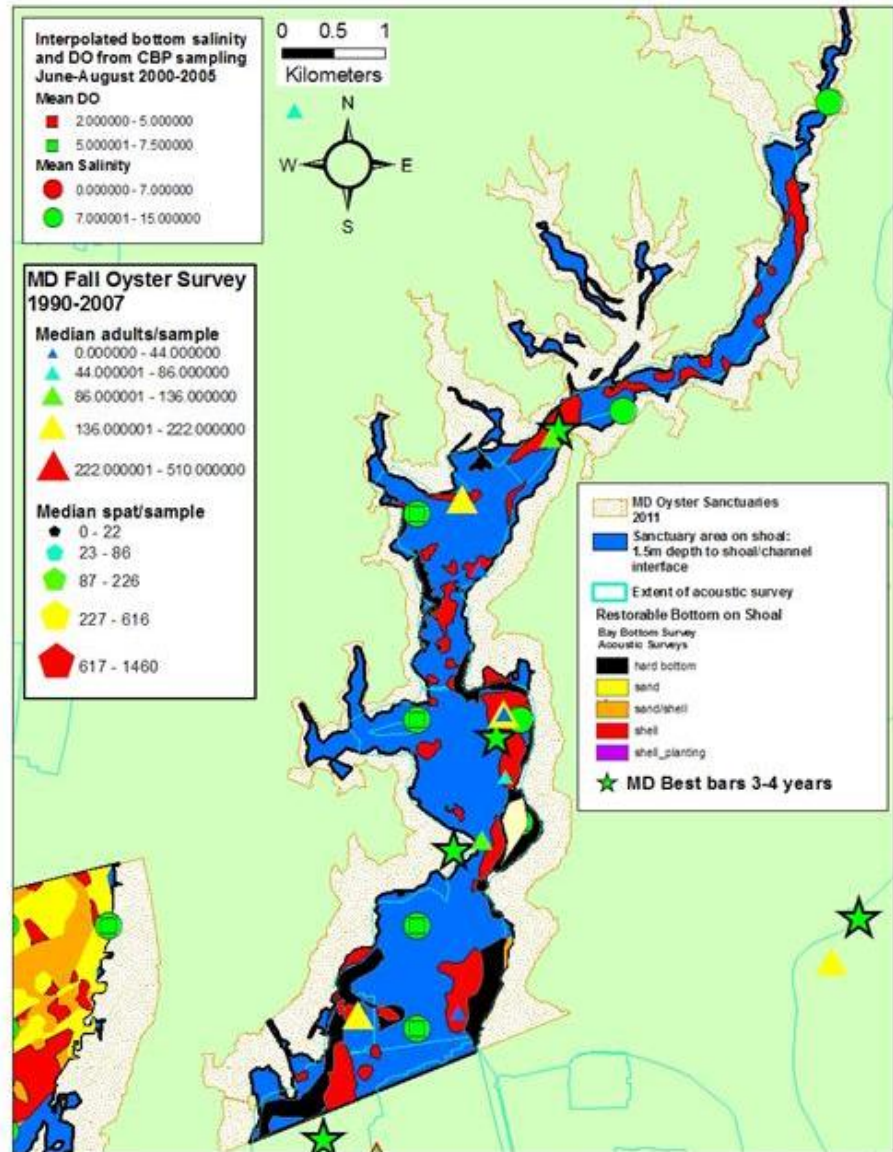 Interpolated bottom salinity
and DO from CBP sampling
June-August 2000-2005
Mean DO
2.000000 - 5.000000
5.000001 - 7.500000
Mean Salinity
0.000000 - 7.000000
7.000001 - 15.000000
0 0.5 1
Kilometers
N
W E
S
MD Fall Oyster Survey
1990-2007
Median adults/sample
0.000000 - 44.000000
44.000001 - 86.000000
86.000001 - 136.000000
136.000001 - 222.000000
222.000001 - 510.000000
Median spat/sample
0 - 22
23 - 86
87 - 226
227 - 616
617 - 1460
MD Oyster Sanctuaries
2011
Sanctuary area on shoal:
1.5m depth to shoal/channel
interface
Extent of acoustic survey
Restorable Bottom on Shoal
Bay Bottom Survey
Acoustic Surveys
hard bottom
sand
sand/shell
shell
shell_planting
MD Best bars 3-4 years